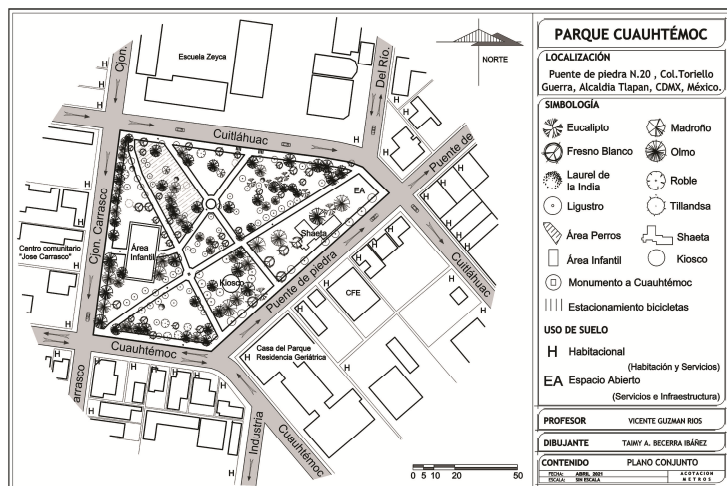 Cjon.
Escuela Zeyca
Del Río.
NORTE
Cuitláhuac
Puente de
H
EA
Cjon. Carrascc
Centro comunitario
"Jose Carrasco"
Área
Infantil
Shaeta
Kiosco
Puente de piedra
Cuitláhuac
CFE
Casa del Parque
Residencia Geriátrica
Cuauhtémoc
arrasco
Industria
Cuauhtémoc
0 5 10 20 50
PARQUE CUAUHTÉMOC
LOCALIZACIÓN
Puente de piedra N.20 , Col.Toriello
Guerra, Alcaldia Tlapan, CDMX, México.
SIMBOLOGÍA
Eucalipto
Madroño
Fresno Blanco
Olmo
Laurel de
la India
Roble
Ligustro
Tillandsa
Área Perros
Shaeta
Área Infantil
Kiosco
Monumento a Cuauhtémoc
Estacionamiento bicicletas
USO DE SUELO
H Habitacional
(Habitación y Servicios)
EA Espacio Abierto
(Servicios e Infraestructura)
PROFESOR VICENTE GUZMAN RIOS
DIBUJANTE TAIMY A. BECERRA IBÁÑEZ
CONTENIDO PLANO CONJUNTO
FECHA: ABRIL 2021
ESCALA: SIN ESCALA
ACOTACION
METROS